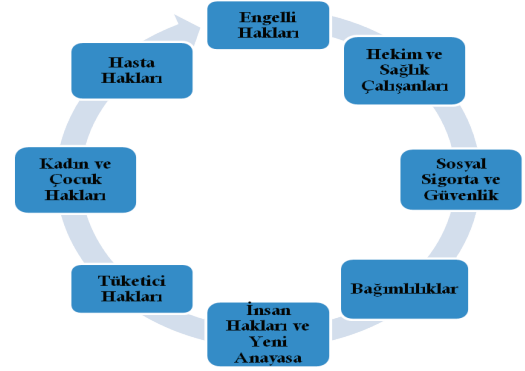 Engelli
Hakları
Hekim ve
Sağlık
Çalışanları
Sosyal
Sigorta ve
Güvenlik
Bağımlılıklar
İnsan
Hakları ve
Yeni
Anayasa
Tüketici
Hakları
Kadın ve
Çocuk
Hakları
Hasta
Hakları